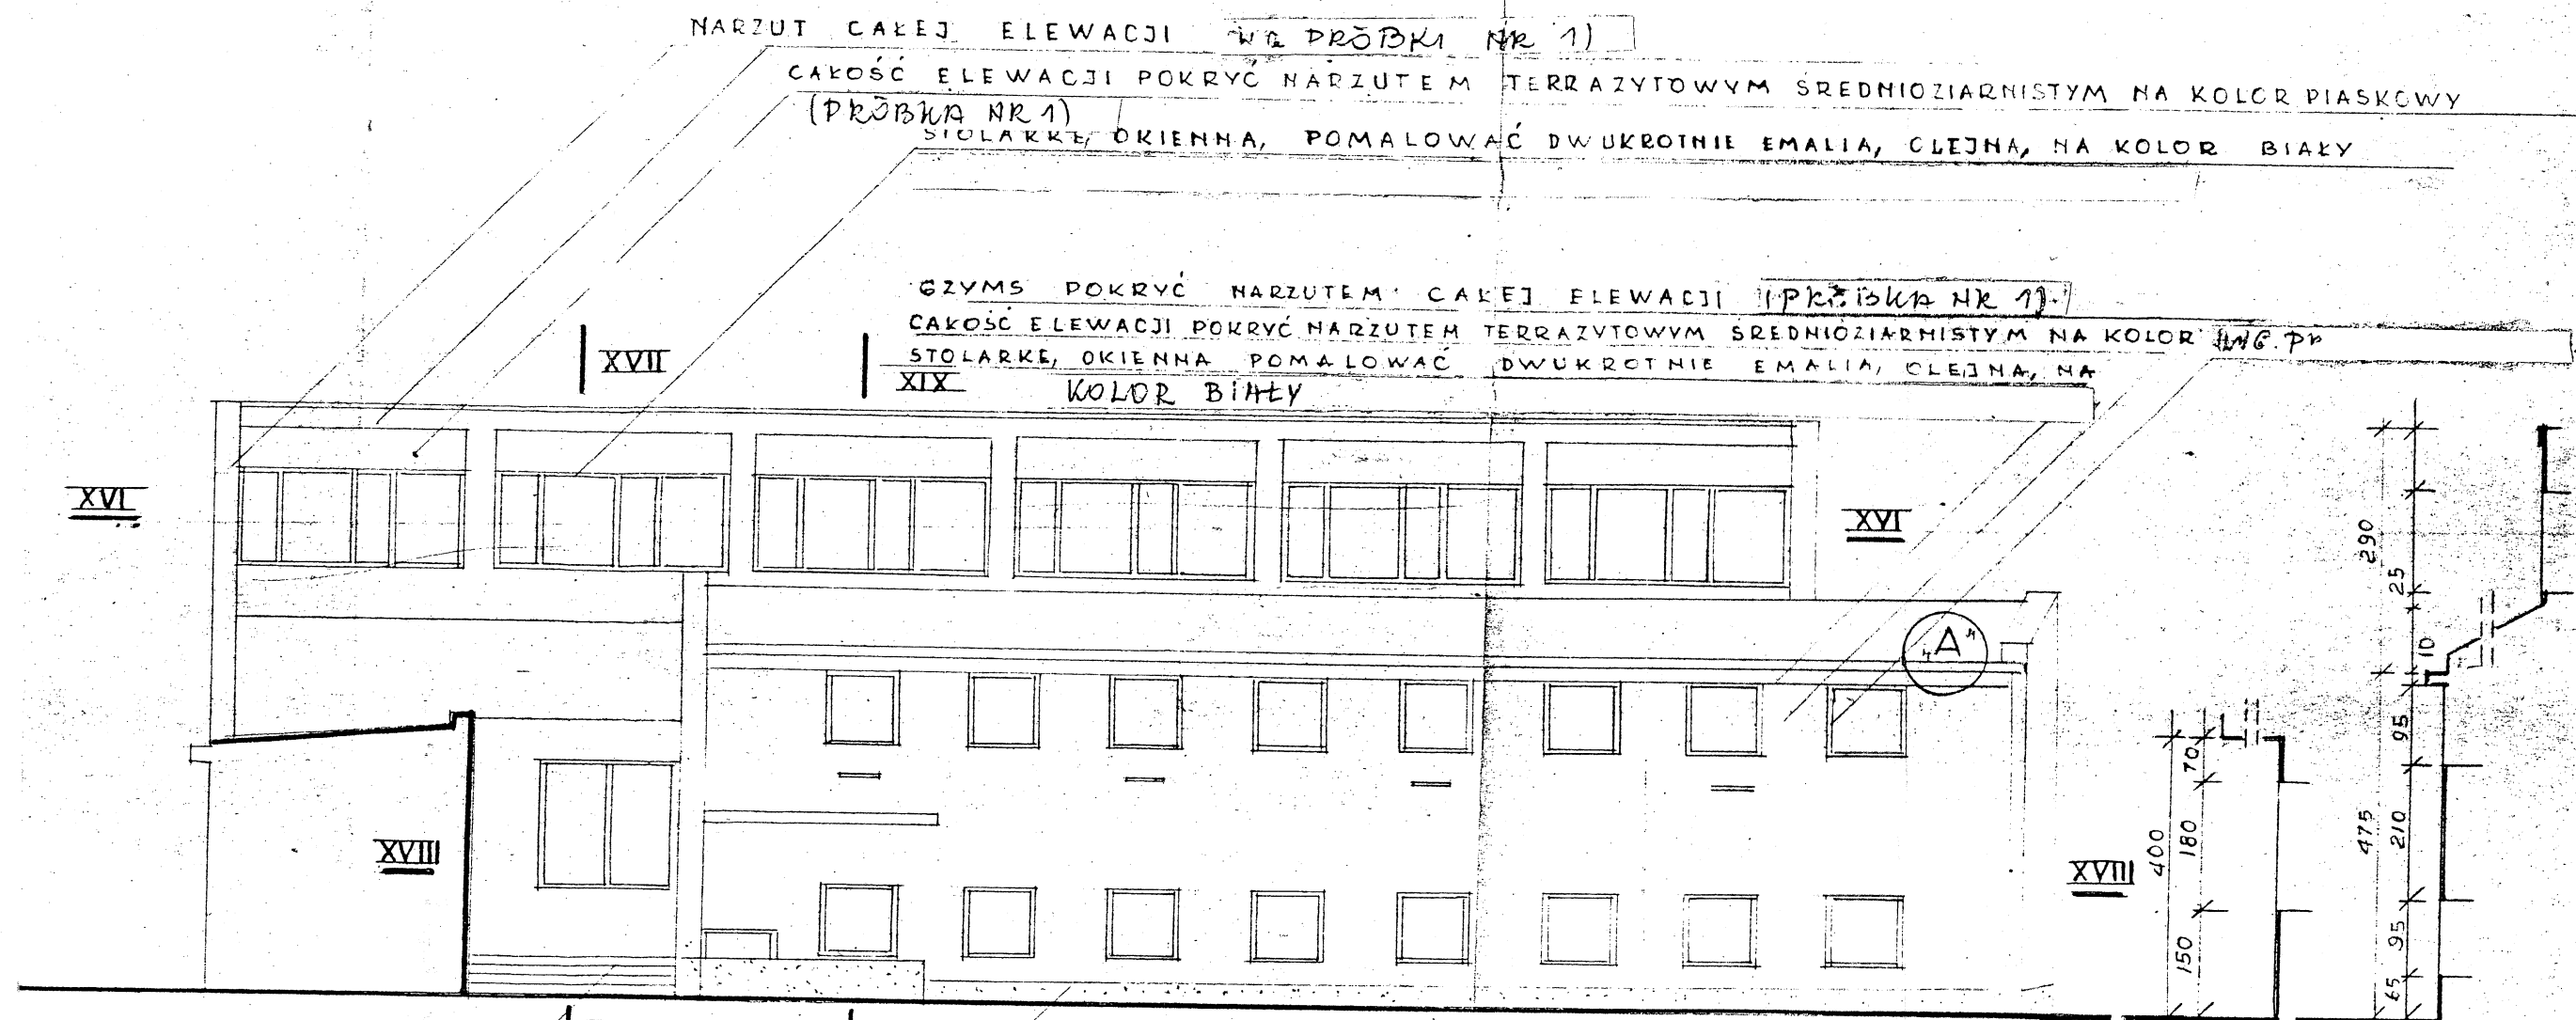 NARZUT CAŁEJ ELEWACJI WG PRÓBKI NR 1)
CAŁOŚĆ ELEWACJI POKRYĆ NARZUTEM TERRAZYTOWYM ŚREDNIOZIARNISTYM NA KOLOR PIASKOWY
(PRÓBKA NR 1)
STOLARKĘ, OKIENNĄ, POMALOWAĆ DWUKROTNIE EMALIĄ, OLEJNĄ, NA KOLOR BIAŁY
GZYMS POKRYĆ NARZUTEM CAŁEJ ELEWACJI (PRÓBKA NR 1)
CAŁOŚĆ ELEWACJI POKRYĆ NARZUTEM TERRAZYTOWYM ŚREDNIOZIARNISTYM NA KOLOR
STOLARKĘ, OKIENNĄ POMALOWAĆ DWUKROTNIE EMALIĄ, OLEJNĄ, NA
KOLOR BIAŁY
XVII
XIX
XVI
XVI
„A"
XVIII
XVIII
400
70
180
150
290
25
10
475
95
210
95
65